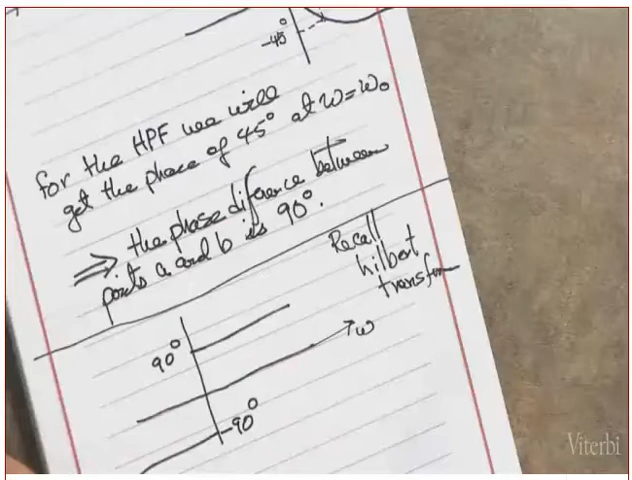 -45°
for the HPF wee will
get the phase of 45° at ω=ω₀
⇒ the phase diference between
points a and b is 90°.
Recall
hilbert
transform
90°
ω
-90°
Viterbi